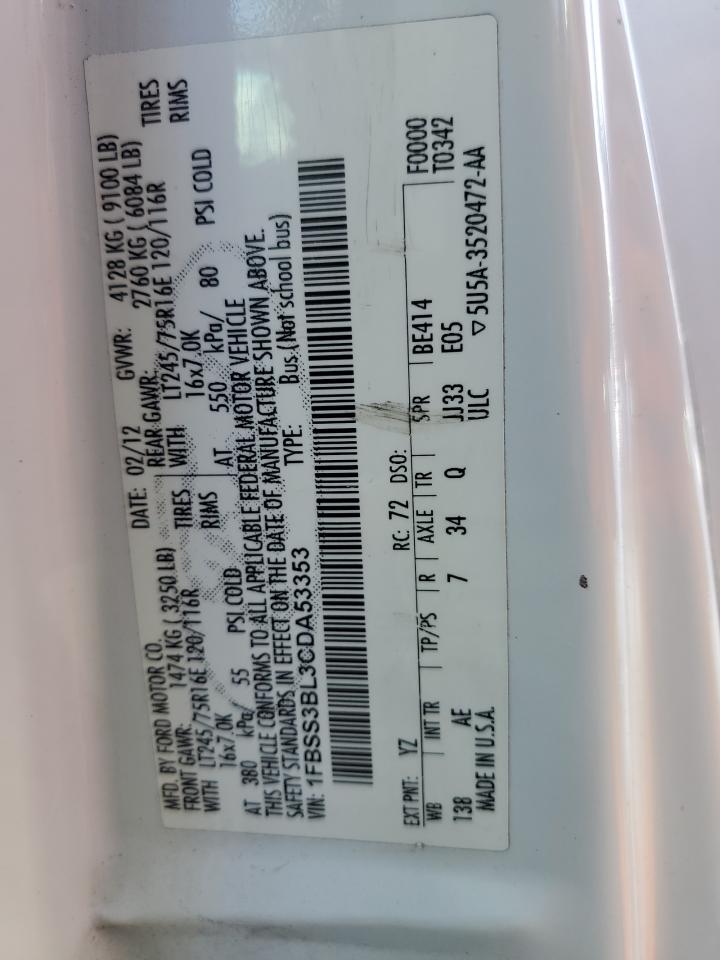 MFD. BY FORD MOTOR CO. DATE: 02/12 GVWR: 4128 KG ( 9100 LB)
FRONT GAWR: 1474 KG ( 3250 LB) REAR GAWR: 2760 KG ( 6084 LB)
WITH LT245/75R16E 120/116R TIRES WITH LT245/75R16E 120/116R TIRES
16x7.0K RIMS 16x7.0K RIMS
AT 380 kPa/ 55 PSI COLD AT 550 kPa/ 80 PSI COLD
THIS VEHICLE CONFORMS TO ALL APPLICABLE FEDERAL MOTOR VEHICLE
SAFETY STANDARDS IN EFFECT ON THE DATE OF MANUFACTURE SHOWN ABOVE.
VIN: 1FBSS3BL3CDA53353 TYPE: Bus (Not school bus)
EXT PNT: YZ RC: 72 DSO: F0000
WB INT TR TP/PS R AXLE TR SPR BE414 T0342
138 AE 7 34 Q JJ33 E05
MADE IN U.S.A. ULC ▽5U5A-3520472-AA